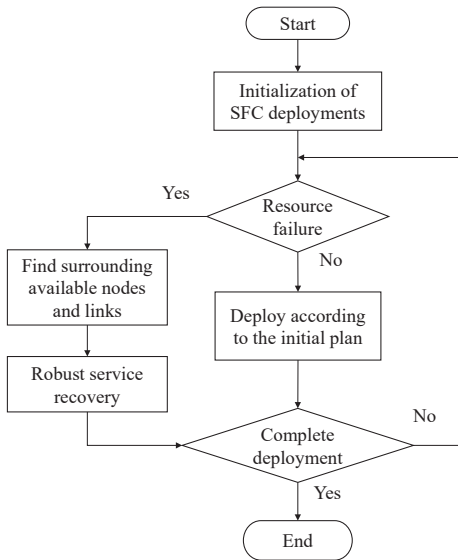 Start
Initialization of
SFC deployments
Yes
Resource
failure
No
Find surrounding
available nodes
and links
Deploy according
to the initial plan
Robust service
recovery
No
Complete
deployment
Yes
End